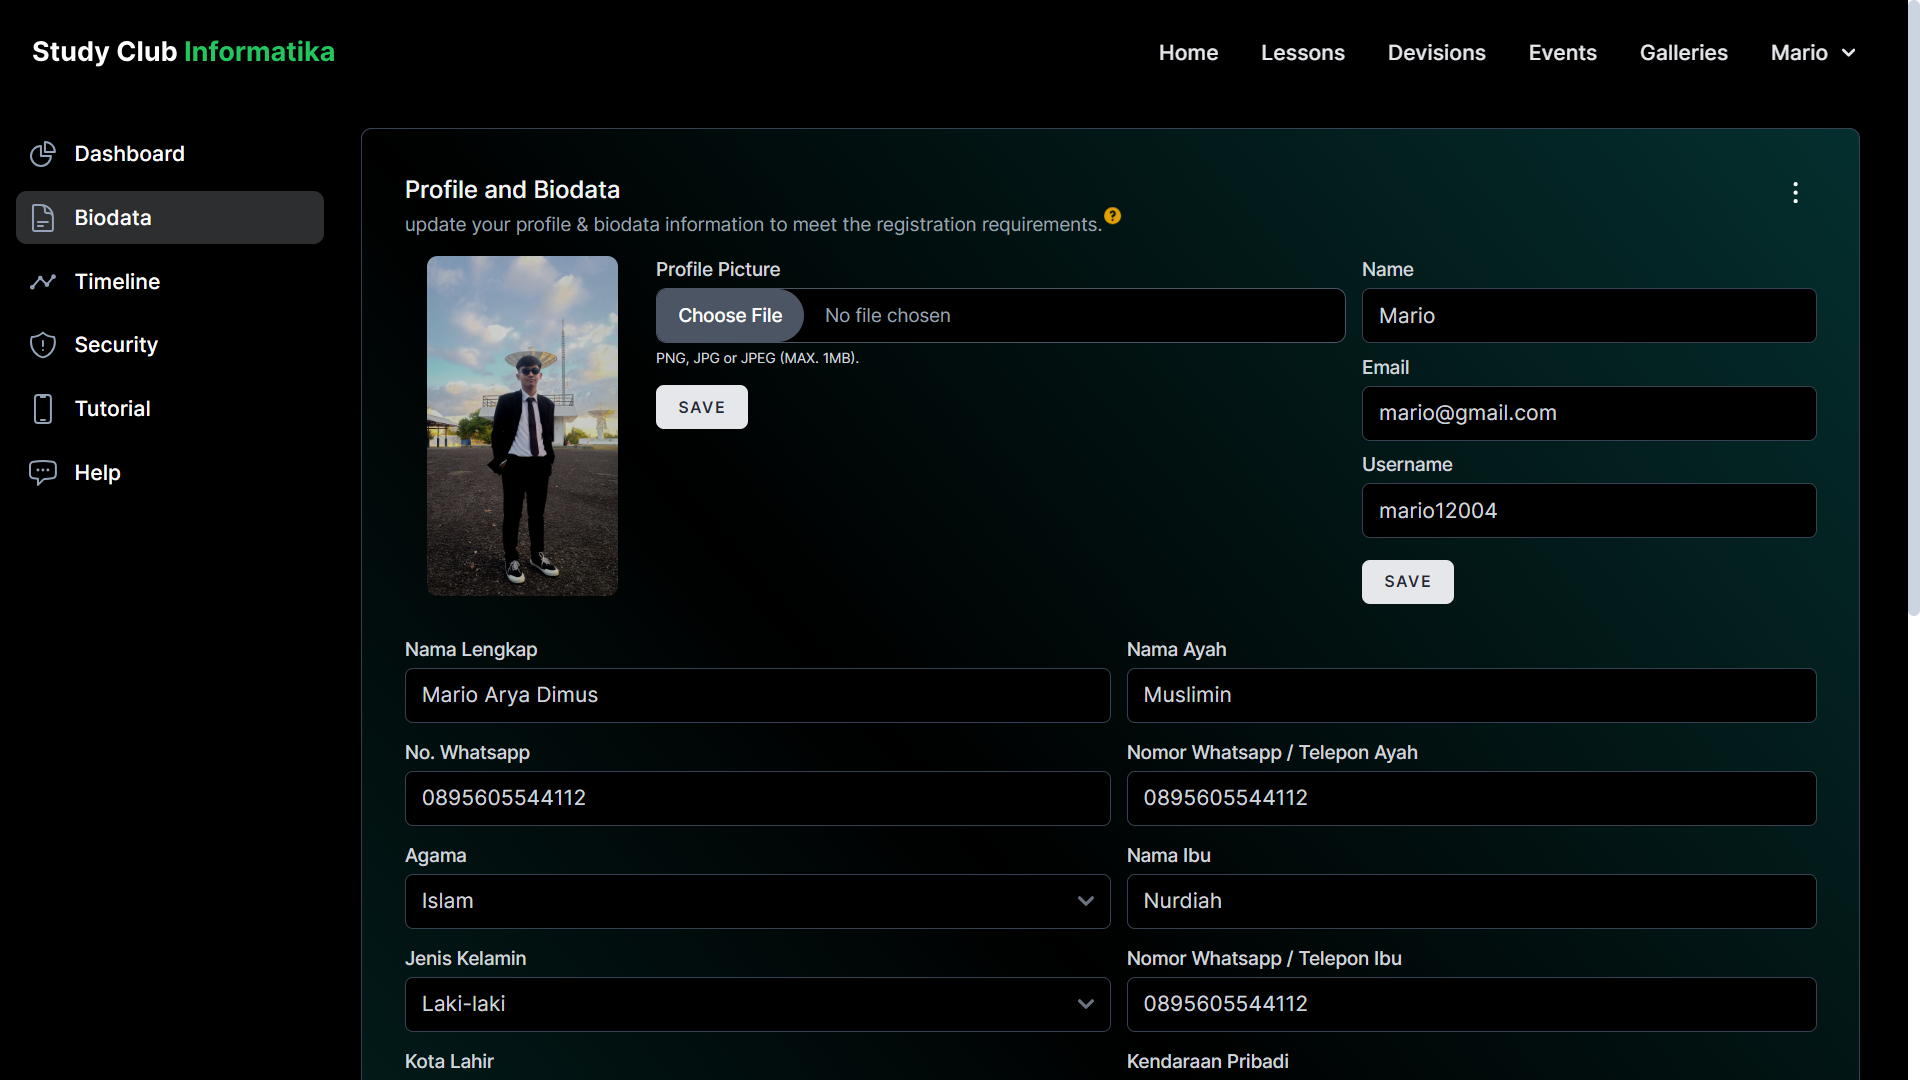 Study Club Informatika
Home
Lessons
Devisions
Events
Galleries
Mario
Dashboard
Biodata
Timeline
Security
Tutorial
Help
Profile and Biodata
update your profile & biodata information to meet the registration requirements. ?
Profile Picture
Choose File No file chosen
PNG, JPG or JPEG (MAX. 1MB).
SAVE
Name
Mario
Email
mario@gmail.com
Username
mario12004
SAVE
Nama Lengkap
Mario Arya Dimus
Nama Ayah
Muslimin
No. Whatsapp
0895605544112
Nomor Whatsapp / Telepon Ayah
0895605544112
Agama
Islam
Nama Ibu
Nurdiah
Jenis Kelamin
Laki-laki
Nomor Whatsapp / Telepon Ibu
0895605544112
Kota Lahir
Kendaraan Pribadi